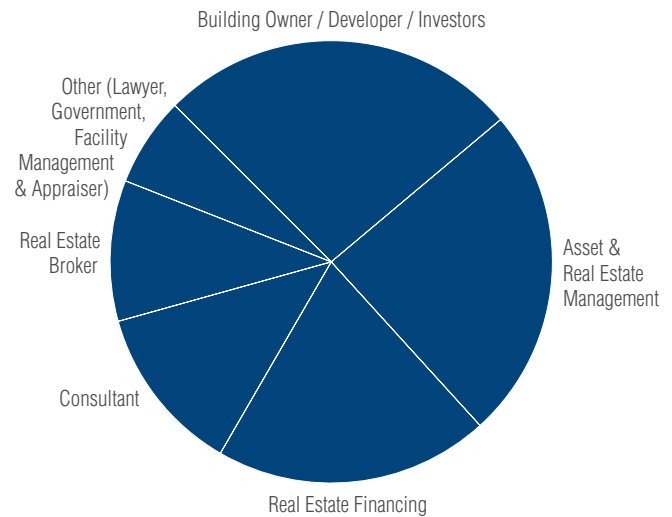 Building Owner / Developer / Investors
Other (Lawyer,
Government,
Facility
Management
& Appraiser)
Real Estate
Broker
Asset &
Real Estate
Management
Consultant
Real Estate Financing